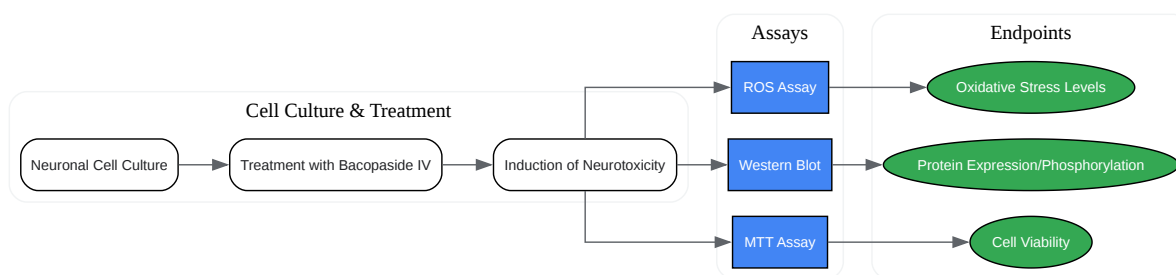 Cell Culture & Treatment
Neuronal Cell Culture
Treatment with Bacopaside IV
Induction of Neurotoxicity
Assays
ROS Assay
Western Blot
MTT Assay
Endpoints
Oxidative Stress Levels
Protein Expression/Phosphorylation
Cell Viability